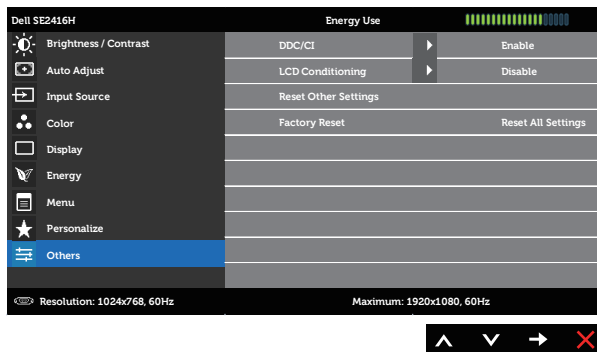 Dell SE2416H Energy Use
Brightness / Contrast DDC/CI Enable
Auto Adjust LCD Conditioning Disable
Input Source Reset Other Settings
Color Factory Reset Reset All Settings
Display
Energy
Menu
Personalize
Others
Resolution: 1024x768, 60Hz Maximum: 1920x1080, 60Hz